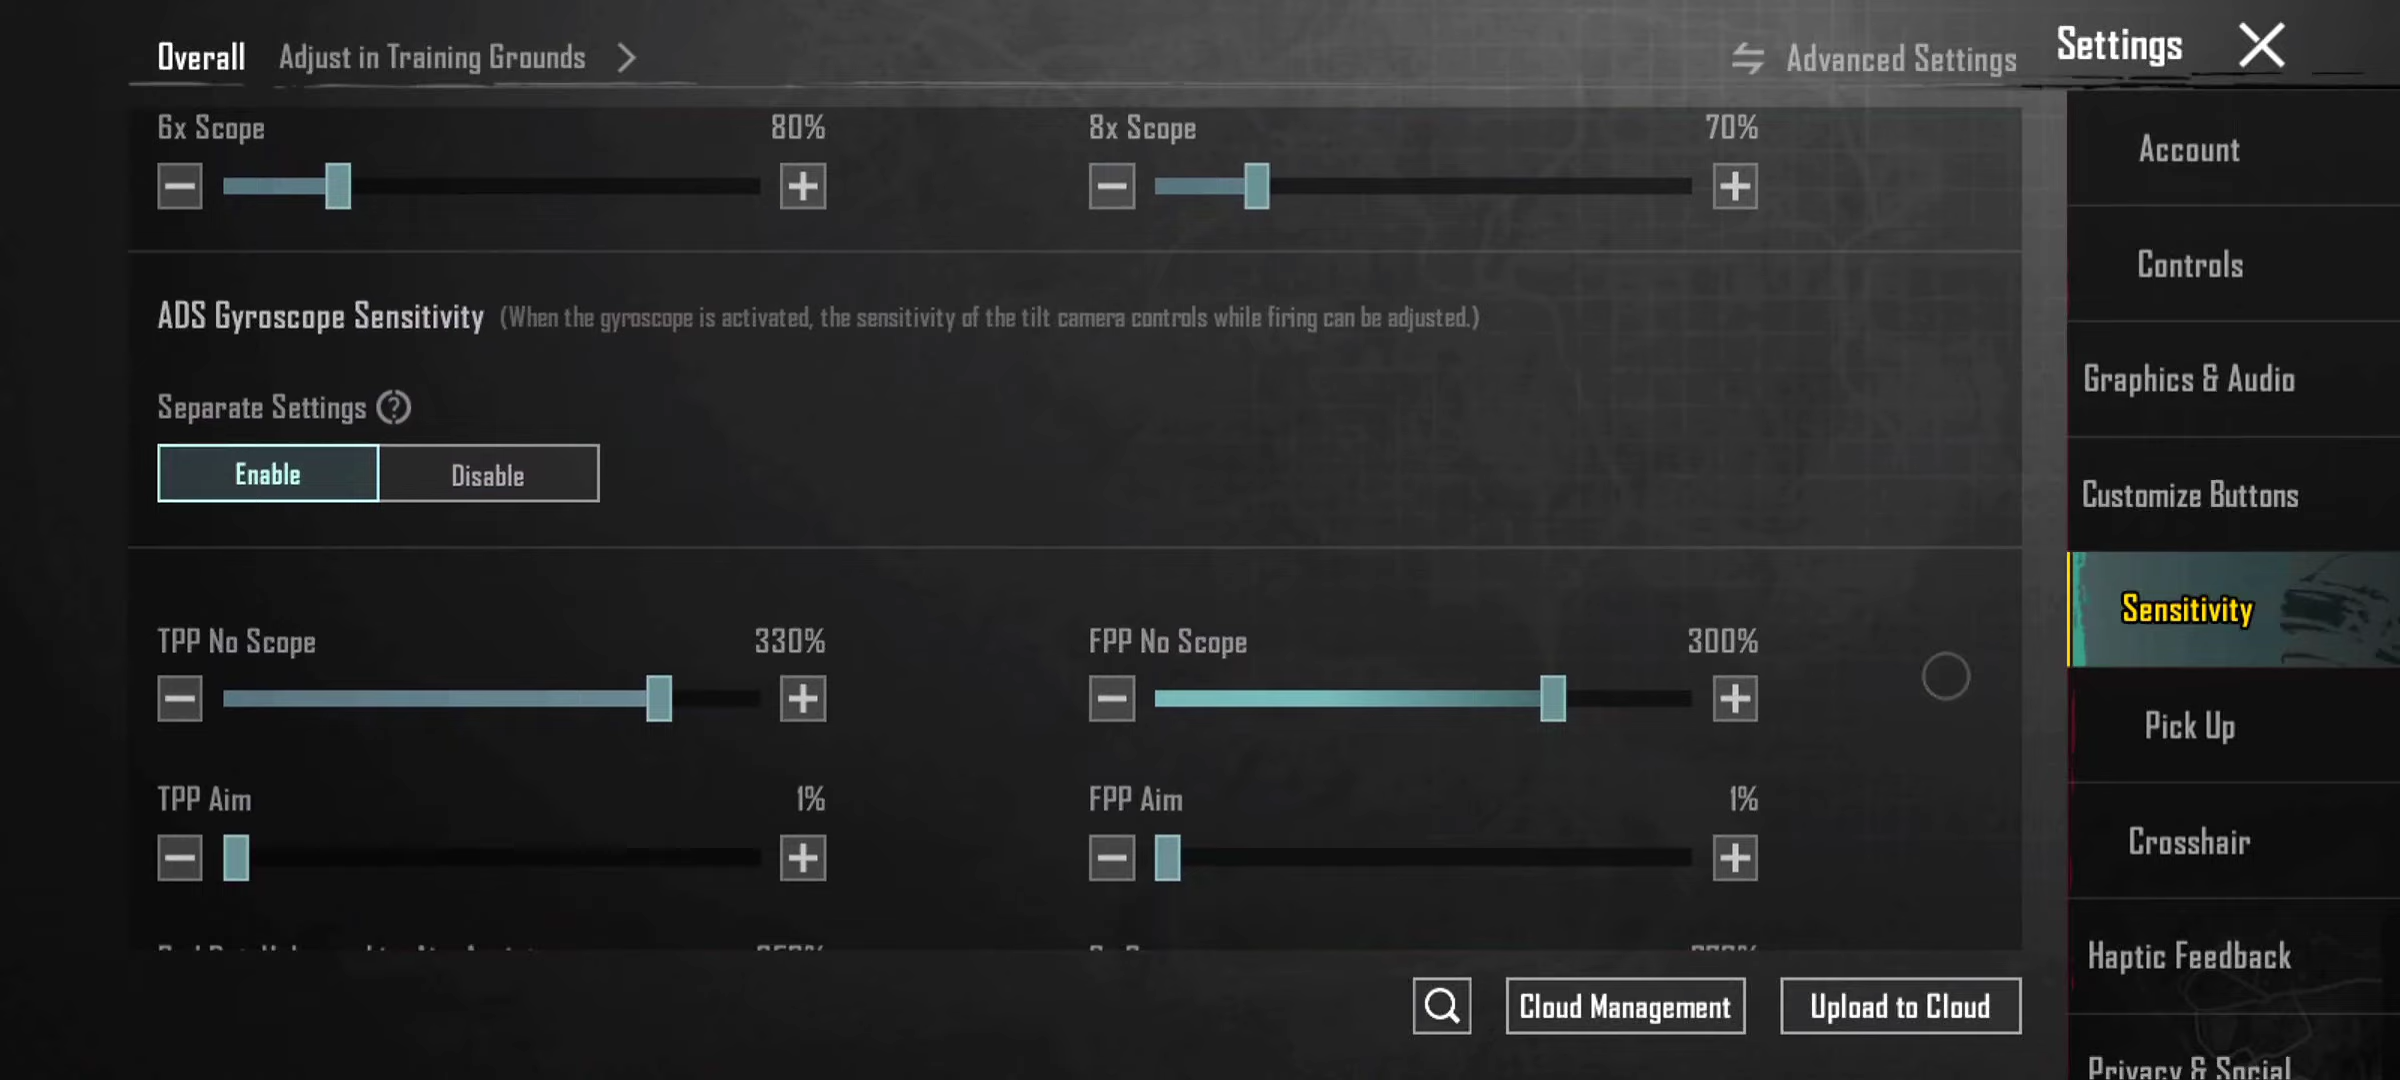 Overall
Adjust in Training Grounds
Advanced Settings
Settings
6x Scope
80%
8x Scope
70%
ADS Gyroscope Sensitivity (When the gyroscope is activated, the sensitivity of the tilt camera controls while firing can be adjusted.)
Separate Settings
Enable
Disable
TPP No Scope
330%
FPP No Scope
300%
TPP Aim
1%
FPP Aim
1%
Cloud Management
Upload to Cloud
Account
Controls
Graphics & Audio
Customize Buttons
Sensitivity
Pick Up
Crosshair
Haptic Feedback
Privacy & Social